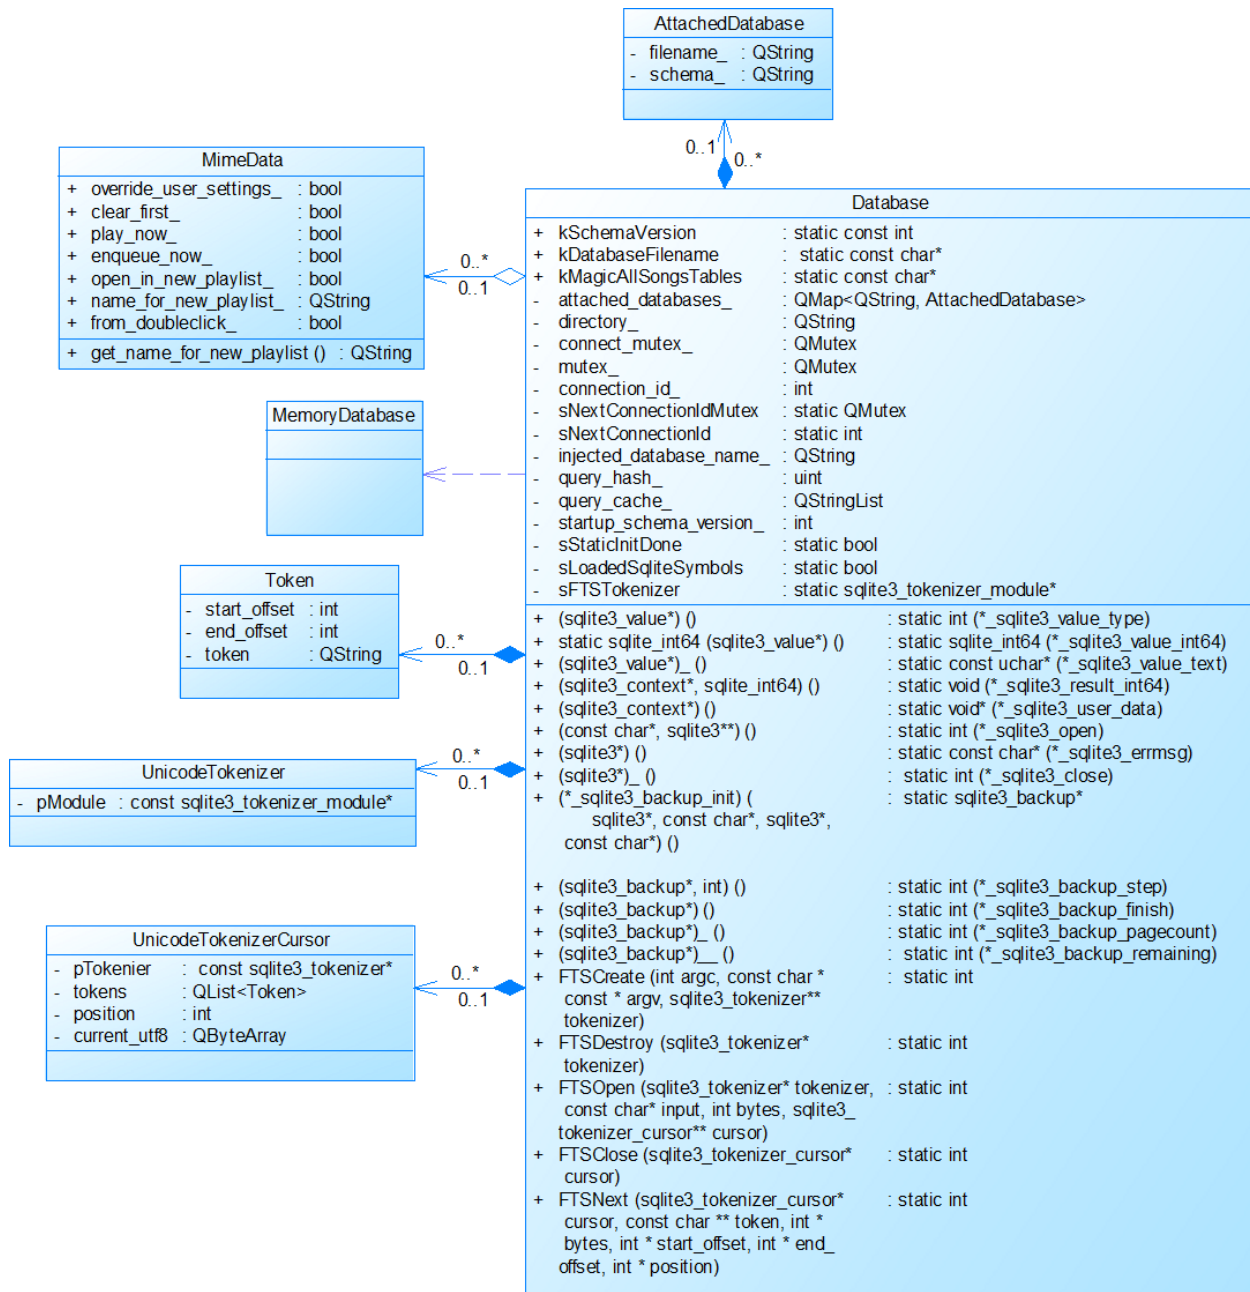 AttachedDatabase
- filename_ : QString
- schema_ : QString
0..1
0..*
MimeData
+ override_user_settings_ : bool
+ clear_first_ : bool
+ play_now_ : bool
+ enqueue_now_ : bool
+ open_in_new_playlist_ : bool
+ name_for_new_playlist_ : QString
+ from_doubleclick_ : bool
+ get_name_for_new_playlist () : QString
0..*
0..1
MemoryDatabase
Token
- start_offset : int
- end_offset : int
- token : QString
0..*
0..1
UnicodeTokenizer
- pModule : const sqlite3_tokenizer_module*
0..*
0..1
UnicodeTokenizerCursor
- pTokenier : const sqlite3_tokenizer*
- tokens : QList<Token>
- position : int
- current_utf8 : QByteArray
0..*
0..1
Database
+ kSchemaVersion : static const int
+ kDatabaseFilename : static const char*
+ kMagicAllSongsTables : static const char*
- attached_databases_ : QMap<QString, AttachedDatabase>
- directory_ : QString
- connect_mutex_ : QMutex
- mutex_ : QMutex
- connection_id_ : int
- sNextConnectionIdMutex : static QMutex
- sNextConnectionId : static int
- injected_database_name_ : QString
- query_hash_ : uint
- query_cache_ : QStringList
- startup_schema_version_ : int
- sStaticInitDone : static bool
- sLoadedSqliteSymbols : static bool
- sFTSTokenizer : static sqlite3_tokenizer_module*
+ (sqlite3_value*) () : static int (*_sqlite3_value_type)
+ static sqlite_int64 (sqlite3_value*) () : static sqlite_int64 (*_sqlite3_value_int64)
+ (sqlite3_value*)_ () : static const uchar* (*_sqlite3_value_text)
+ (sqlite3_context*, sqlite_int64) () : static void (*_sqlite3_result_int64)
+ (sqlite3_context*) () : static void* (*_sqlite3_user_data)
+ (const char*, sqlite3**) () : static int (*_sqlite3_open)
+ (sqlite3*) () : static const char* (*_sqlite3_errmsg)
+ (sqlite3*)_ () : static int (*_sqlite3_close)
+ (*_sqlite3_backup_init) ( : static sqlite3_backup*
sqlite3*, const char*, sqlite3*,
const char*) ()
+ (sqlite3_backup*, int) () : static int (*_sqlite3_backup_step)
+ (sqlite3_backup*) () : static int (*_sqlite3_backup_finish)
+ (sqlite3_backup*)_ () : static int (*_sqlite3_backup_pagecount)
+ (sqlite3_backup*)__ () : static int (*_sqlite3_backup_remaining)
+ FTSCreate (int argc, const char * : static int
const * argv, sqlite3_tokenizer**
tokenizer)
+ FTSDestroy (sqlite3_tokenizer* : static int
tokenizer)
+ FTSOpen (sqlite3_tokenizer* tokenizer, : static int
const char* input, int bytes, sqlite3_
tokenizer_cursor** cursor)
+ FTSClose (sqlite3_tokenizer_cursor* : static int
cursor)
+ FTSNext (sqlite3_tokenizer_cursor* : static int
cursor, const char ** token, int *
bytes, int * start_offset, int * end_
offset, int * position)